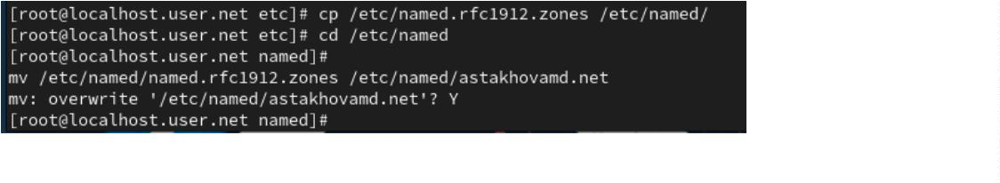 [root@localhost.user.net etc]# cp /etc/named.rfc1912.zones /etc/named/
[root@localhost.user.net etc]# cd /etc/named
[root@localhost.user.net named]#
mv /etc/named/named.rfc1912.zones /etc/named/astakhovamd.net
mv: overwrite '/etc/named/astakhovamd.net'? Y
[root@localhost.user.net named]#